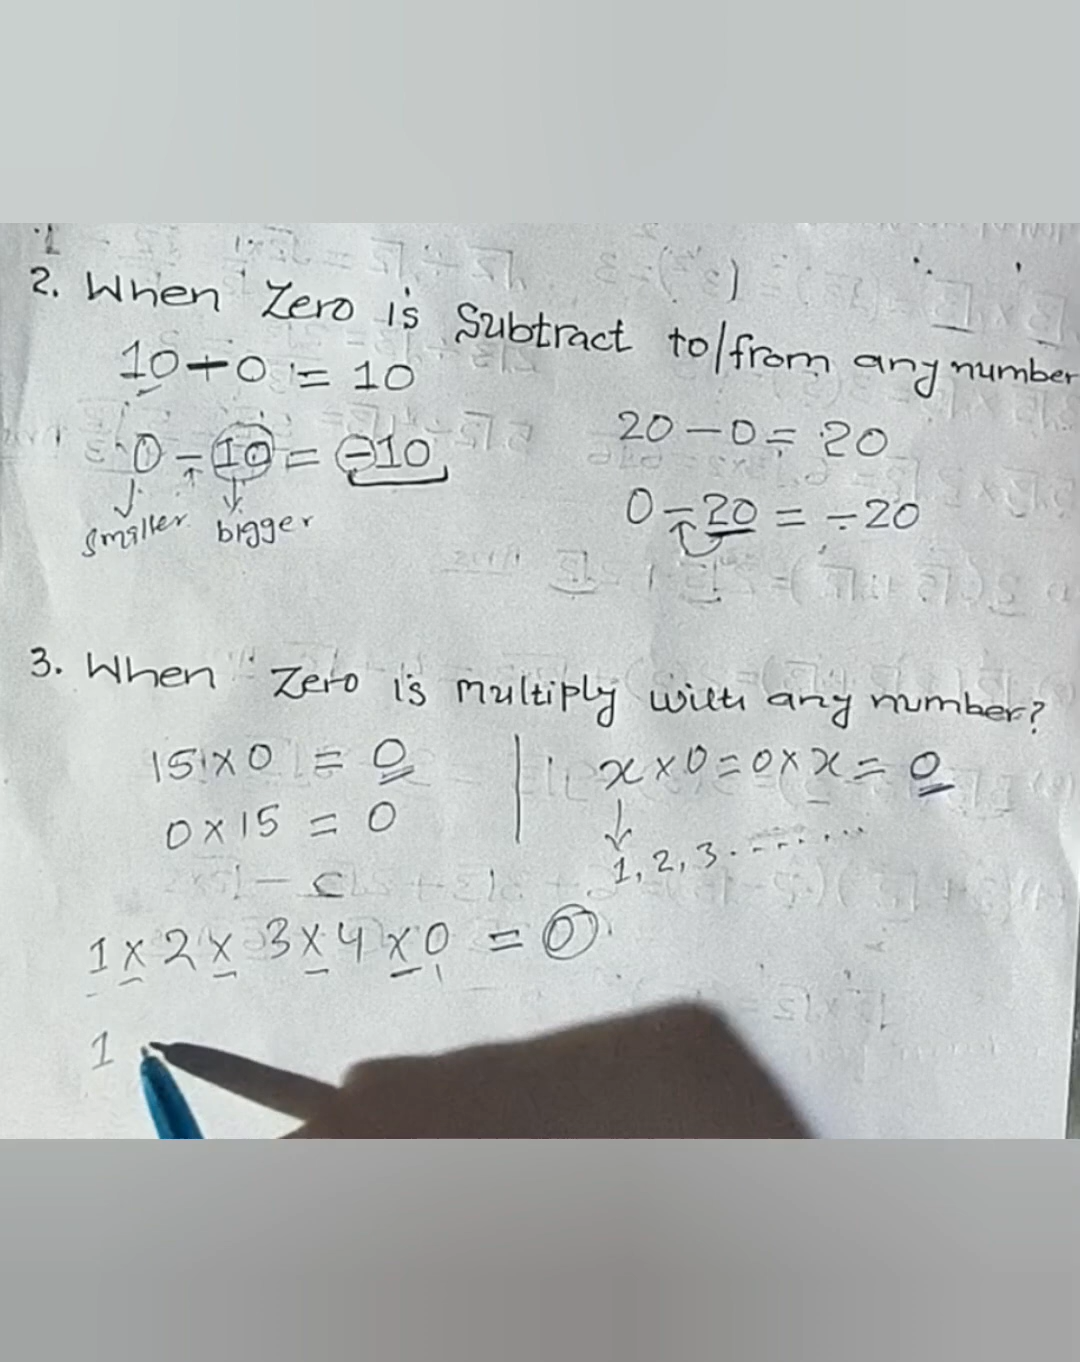 2. When Zero is Subtract to/from any number
10 - 0 = 10
0 - 10 = -10
smaller bigger
20 - 0 = 20
0 - 20 = -20
3. When Zero is multiply with any number?
15 x 0 = 0
0 x 15 = 0
x x 0 = 0 x x = 0
1, 2, 3.........
1 x 2 x 3 x 4 x 0 = 0
1